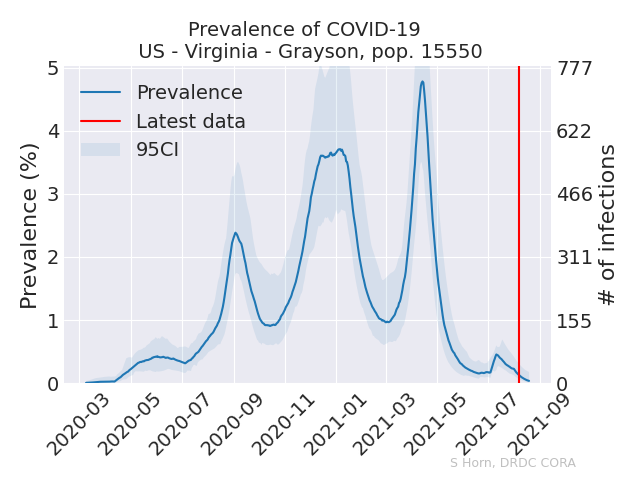 Prevalence of COVID-19
US - Virginia - Grayson, pop. 15550
Prevalence
Latest data
95CI
Prevalence (%)
5
4
3
2
1
0
777
622
466
311
155
0
# of infections
2020-03
2020-05
2020-07
2020-09
2020-11
2021-01
2021-03
2021-05
2021-07
2021-09
S Horn, DRDC CORA